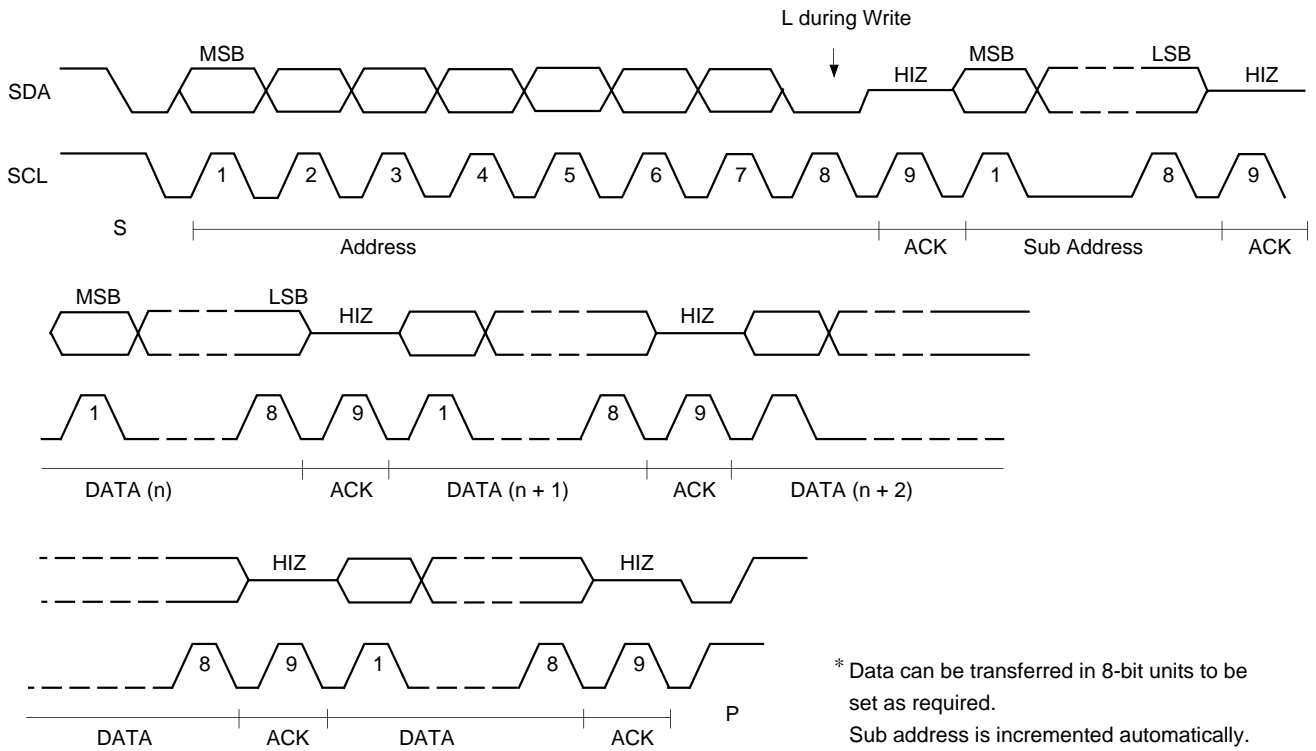 L during Write
MSB HIZ MSB LSB HIZ
SDA
SCL 1 2 3 4 5 6 7 8 9 1 8 9
S Address ACK Sub Address ACK
MSB LSB HIZ HIZ
1 8 9 1 8 9
DATA (n) ACK DATA (n + 1) ACK DATA (n + 2)
HIZ HIZ
8 9 1 8 9
P
DATA ACK DATA ACK
* Data can be transferred in 8-bit units to be
set as required.
Sub address is incremented automatically.